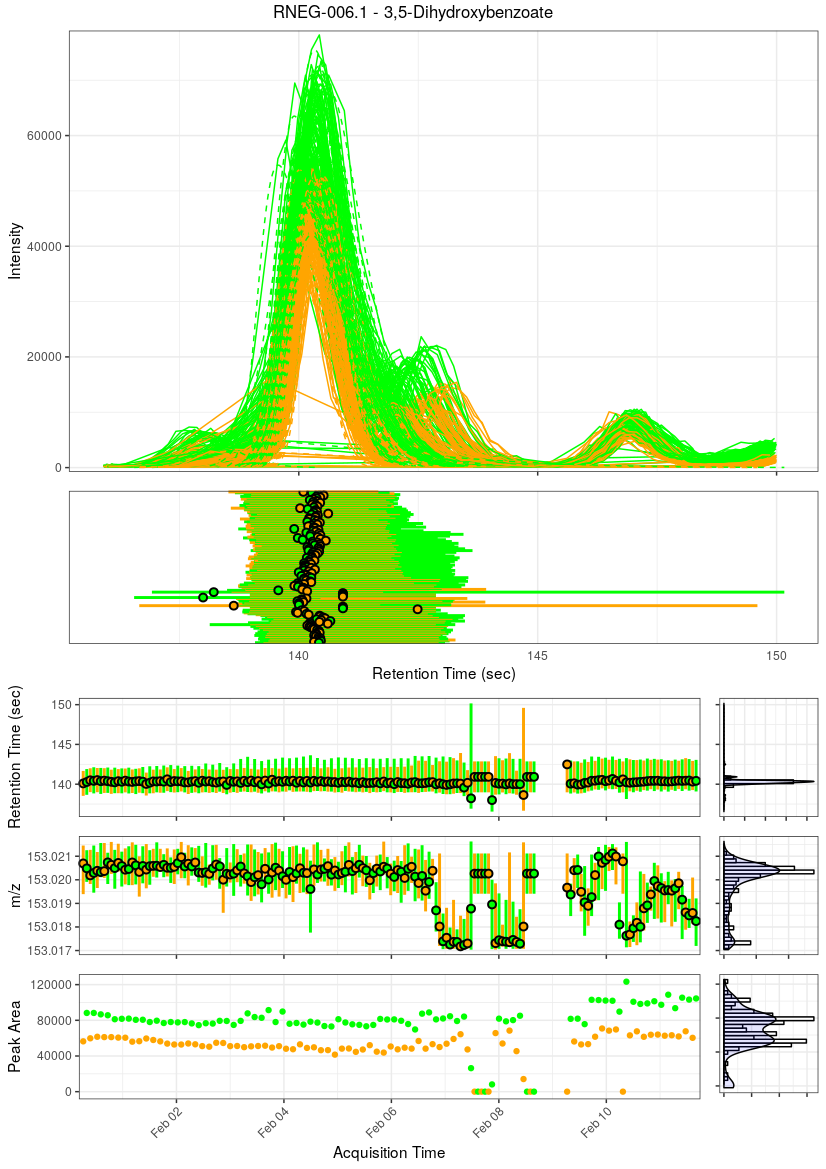 RNEG-006.1 - 3,5-Dihydroxybenzoate
60000
40000
20000
0
Intensity
140
145
150
Retention Time (sec)
150
145
140
Retention Time (sec)
153.021
153.020
153.019
153.018
153.017
m/z
120000
80000
40000
0
Peak Area
Feb 02
Feb 04
Feb 06
Feb 08
Feb 10
Acquisition Time